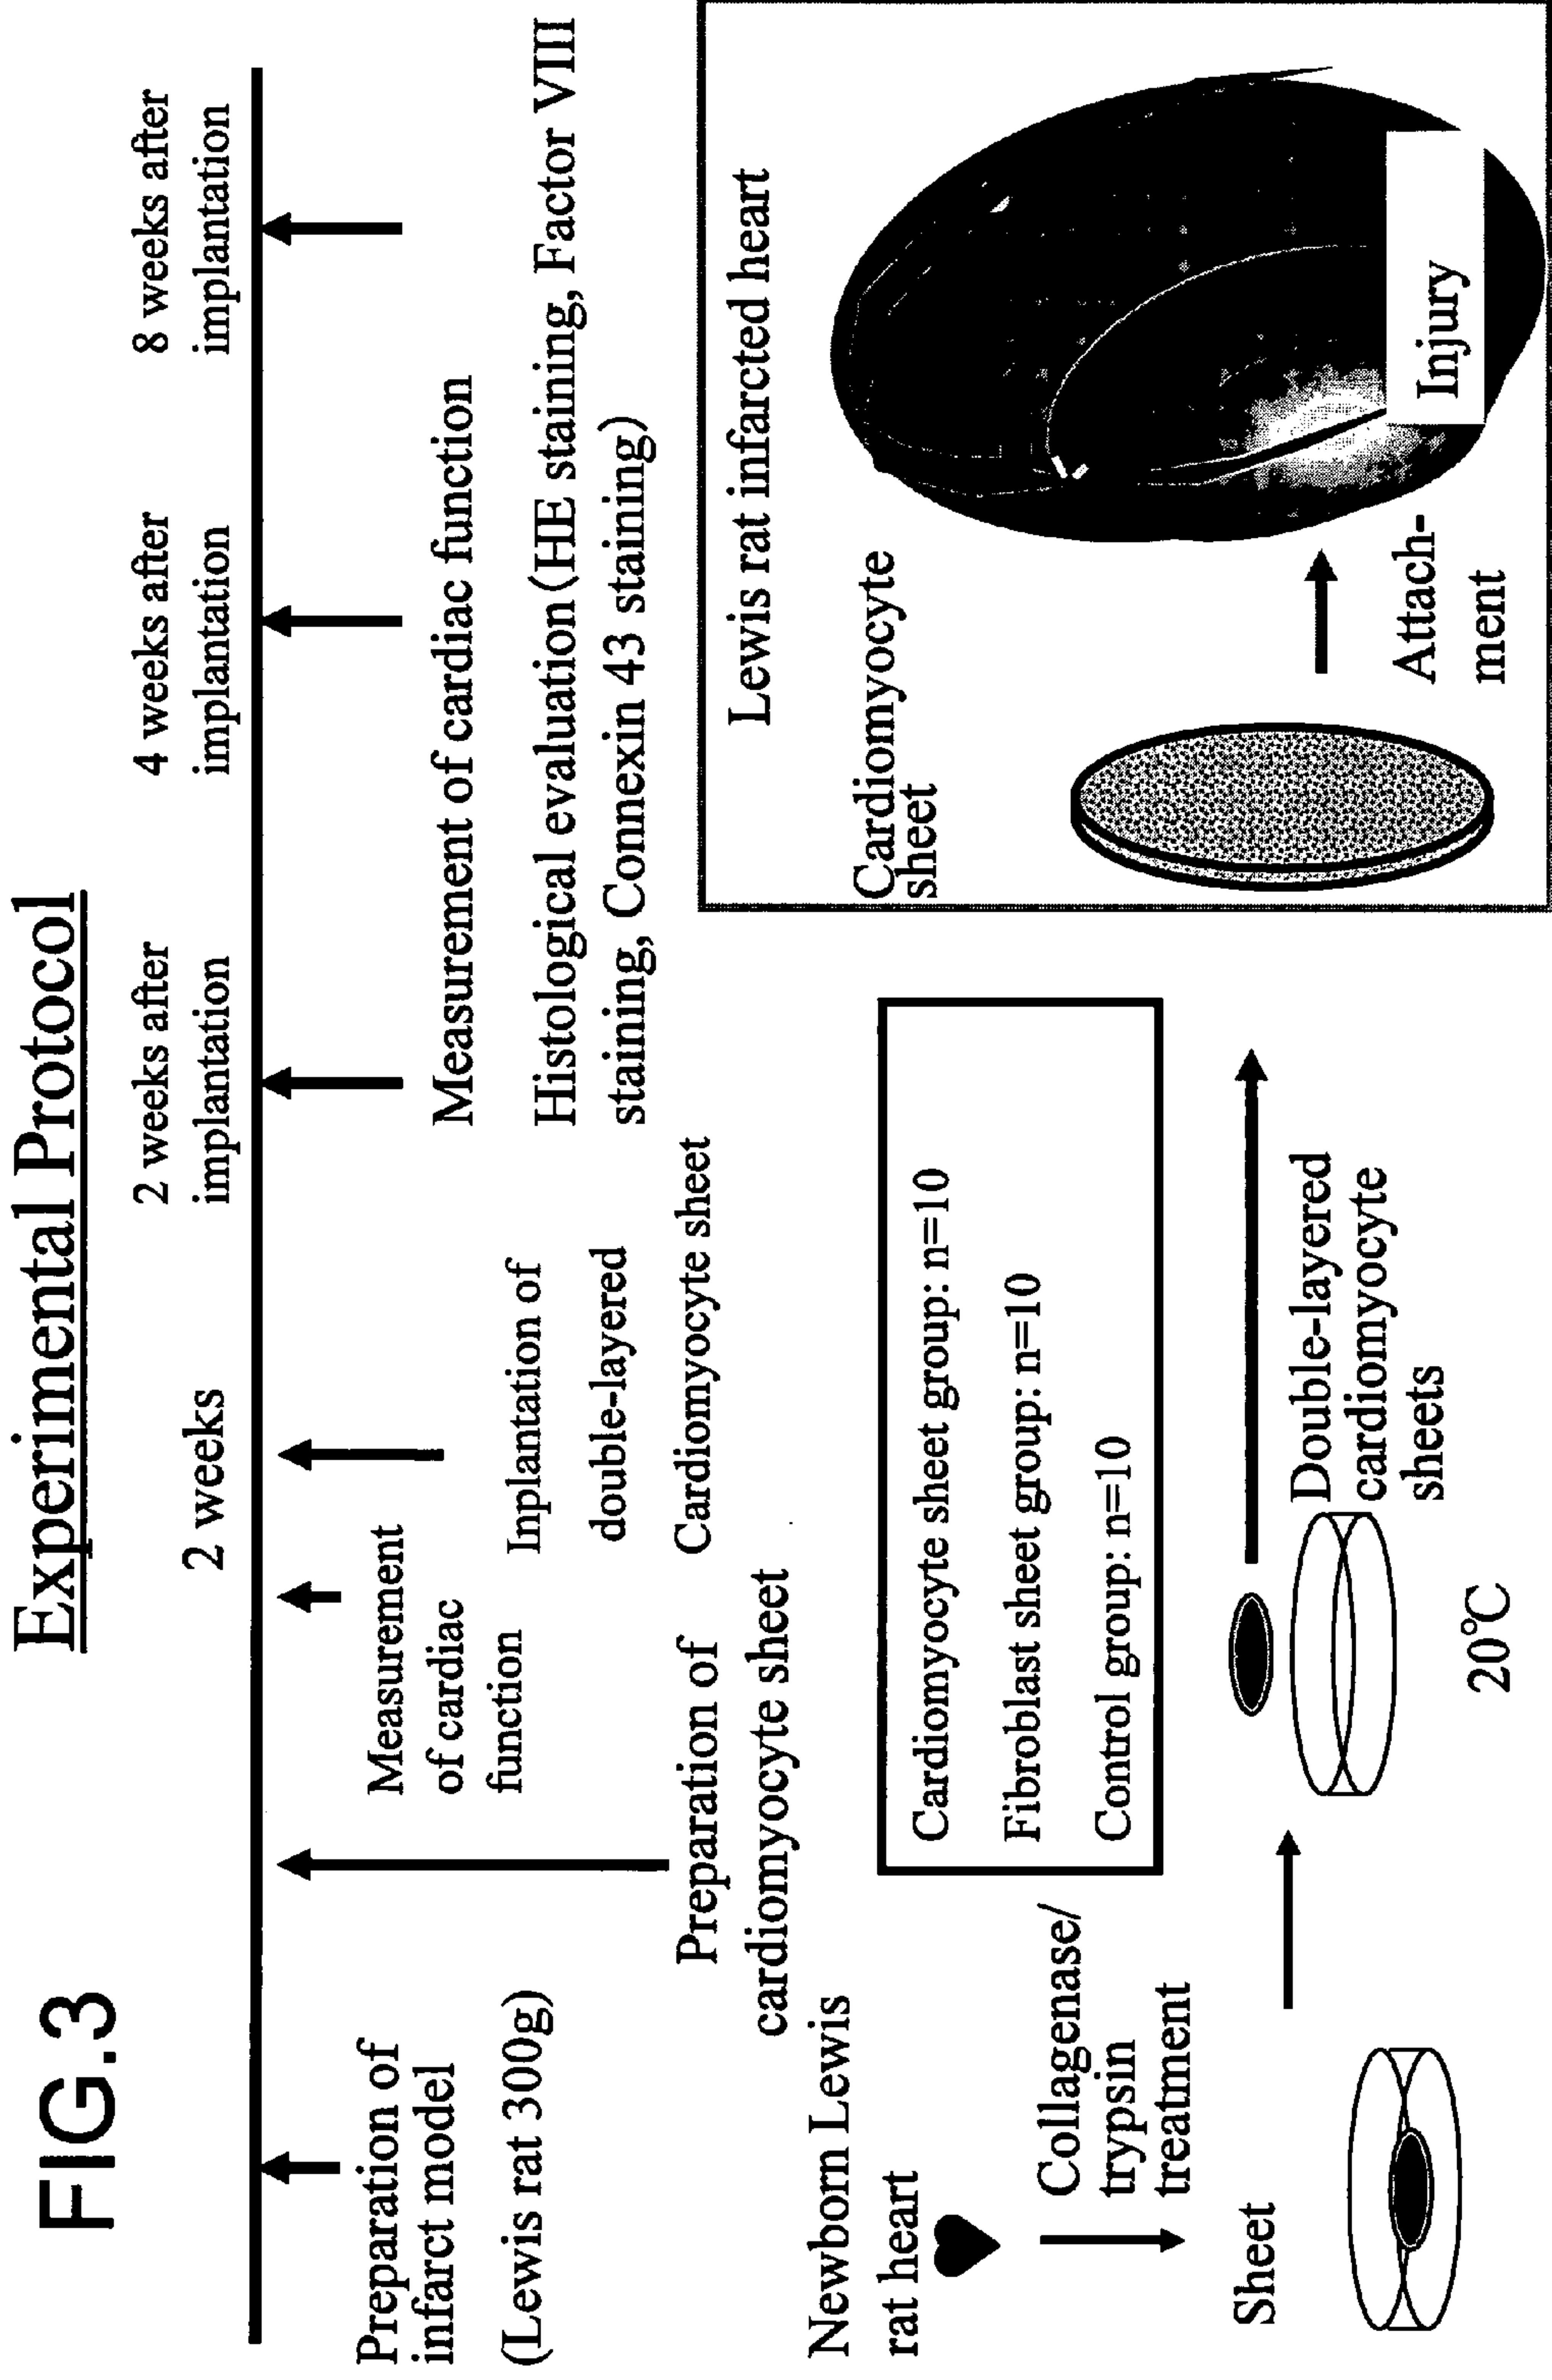 FIG.3
Experimental Protocol
2 weeks
2 weeks after
implantation
4 weeks after
implantation
8 weeks after
implantation
Preparation of
infarct model
(Lewis rat 300g)
Measurement
of cardiac
function
Inplantation of
double-layered
Cardiomyocyte sheet
Preparation of
cardiomyocyte sheet
Measurement of cardiac function
Histological evaluation(HE staining, Factor VIII
staining, Connexin 43 staining)
Newborn Lewis
rat heart
Collagenase/
trypsin
treatment
Sheet
Cardiomyocyte sheet group: n=10
Fibroblast sheet group: n=10
Control group: n=10
20℃
Double-layered
cardiomyocyte
sheets
Lewis rat infarcted heart
Cardiomyocyte
sheet
Attach-
ment
Injury